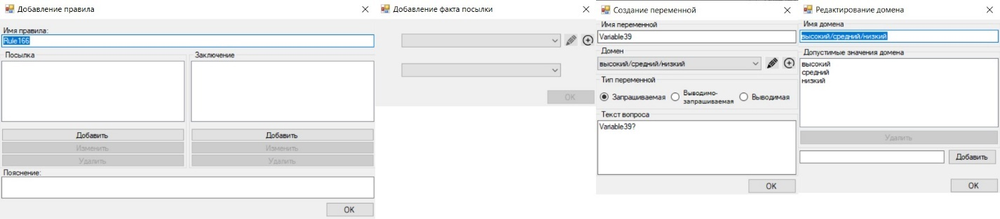 Добавление правила
Имя правила:
Rule166
Посылка
Заключение
Добавить
Добавить
Изменить
Изменить
Удалить
Удалить
Пояснение:
OK
Добавление факта посылки
OK
Создание переменной
Имя переменной
Variable39
Домен
высокий/средний/низкий
Тип переменной
Запрашиваемая
Выводимо-
запрашиваемая
Выводимая
Текст вопроса
Variable39?
OK
Редактирование домена
Имя домена
высокий/средний/низкий
Допустимые значения домена
высокий
средний
низкий
Удалить
Добавить
OK